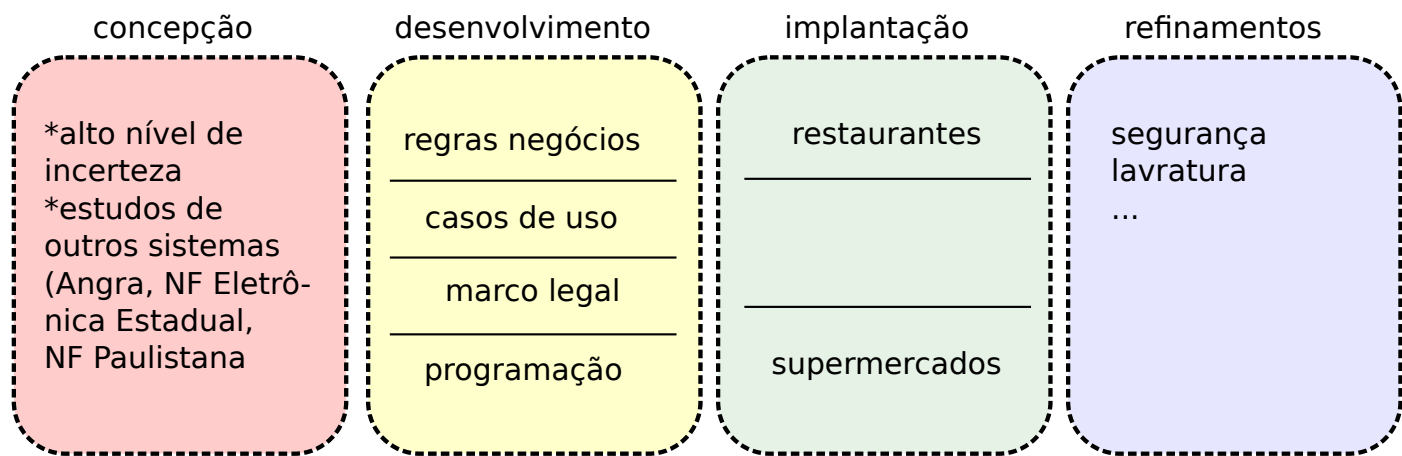 concepção
desenvolvimento
implantação
refinamentos
*alto nível de
incerteza
*estudos de
outros sistemas
(Angra, NF Eletrô-
nica Estadual,
NF Paulistana
regras negócios
casos de uso
marco legal
programação
restaurantes
supermercados
segurança
lavratura
...